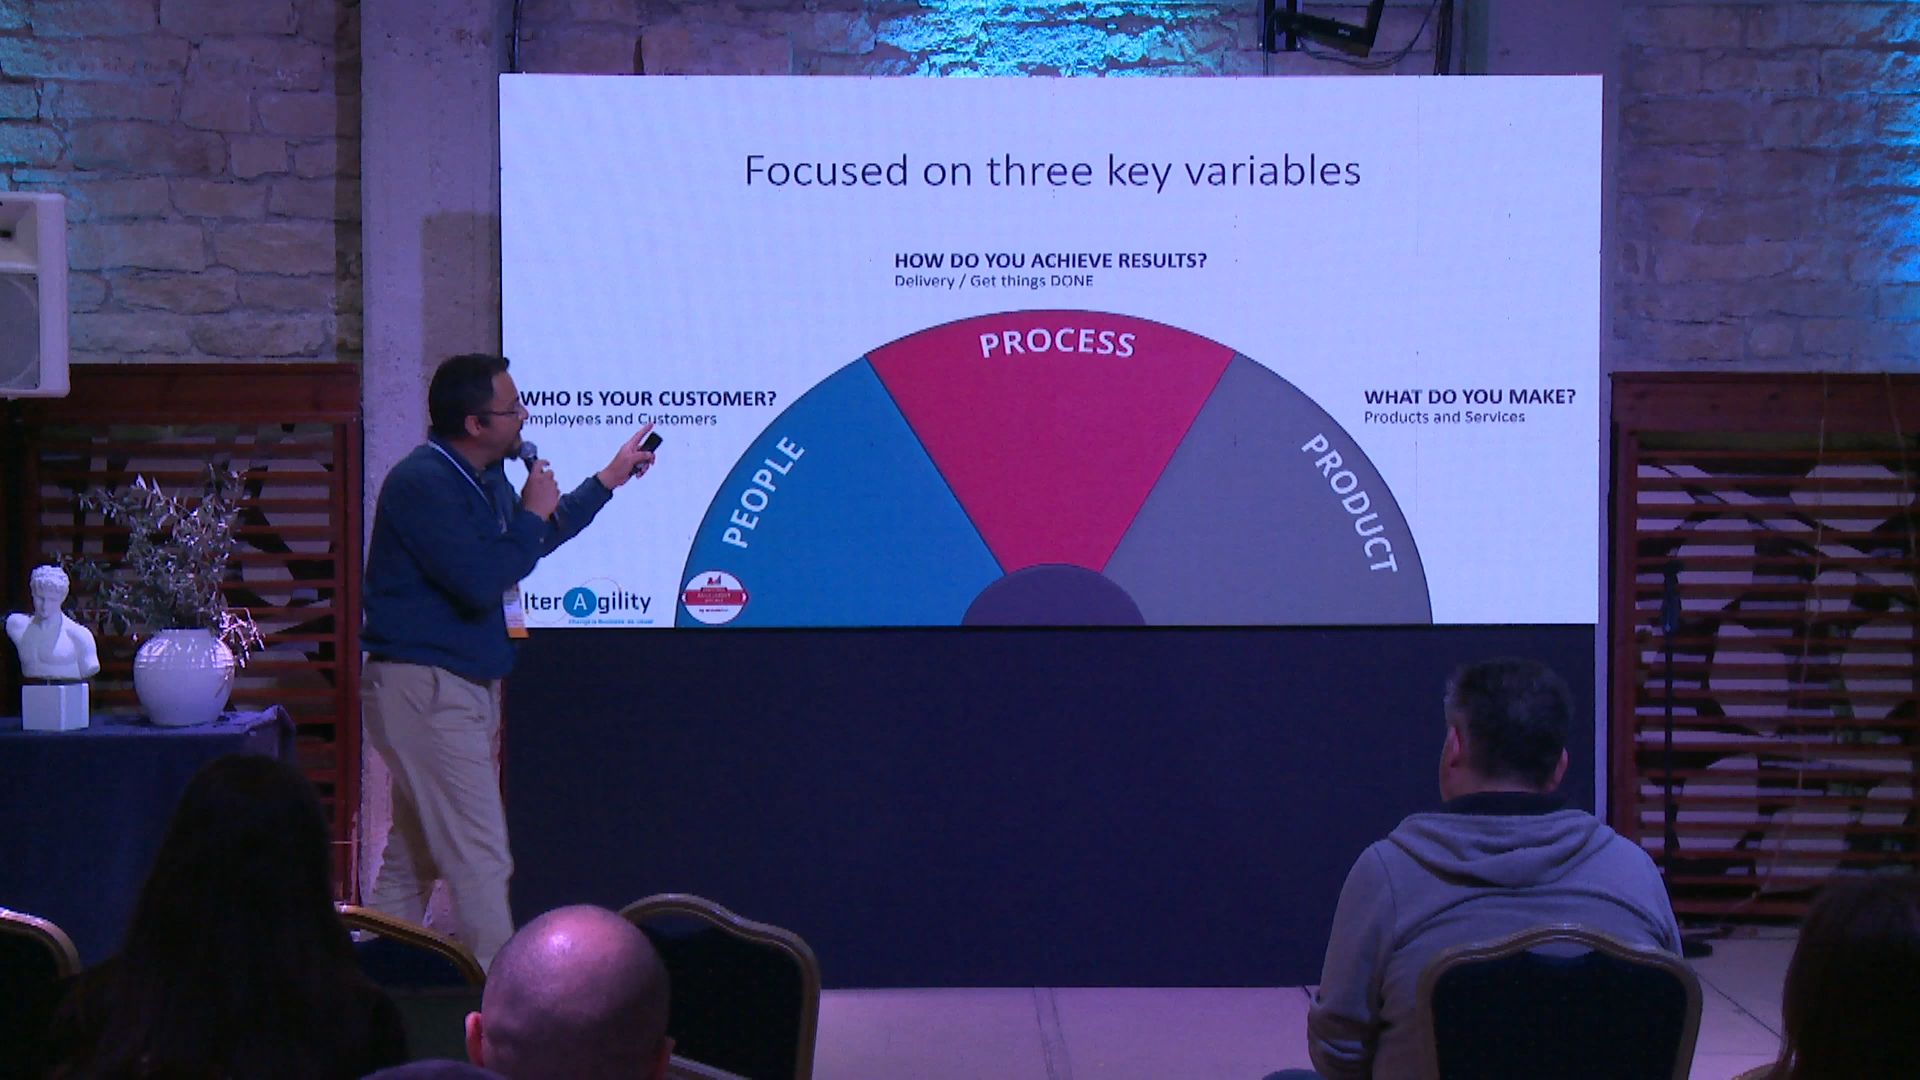 Focused on three key variables
HOW DO YOU ACHIEVE RESULTS?
Delivery / Get things DONE
PROCESS
WHO IS YOUR CUSTOMER?
Employees and Customers
WHAT DO YOU MAKE?
Products and Services
PEOPLE
PRODUCT
lterAgility